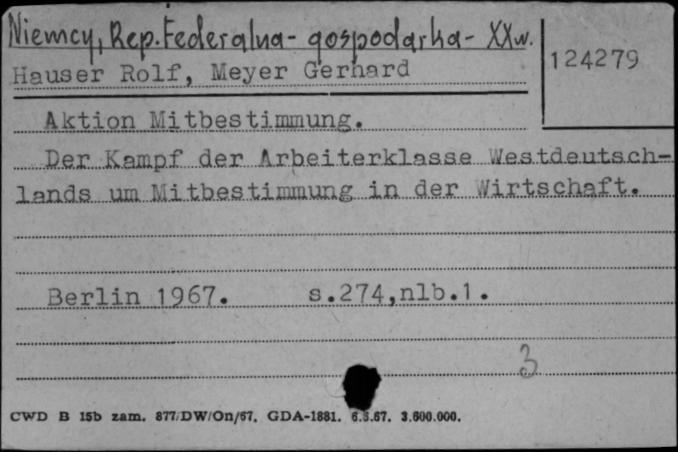 Niemcy, Rep. Federalna - gospodarka - XX w.
124279
Hauser Rolf, Meyer Gerhard
Aktion Mitbestimmung.
Der Kampf der Arbeiterklasse Westdeutsch-
lands um Mitbestimmung in der Wirtschaft.
Berlin 1967. s.274,nlb.1.
3
CWD B 15b zam. 877/DW/On/67. GDA-1881. 6.3.67. 3.600.000.